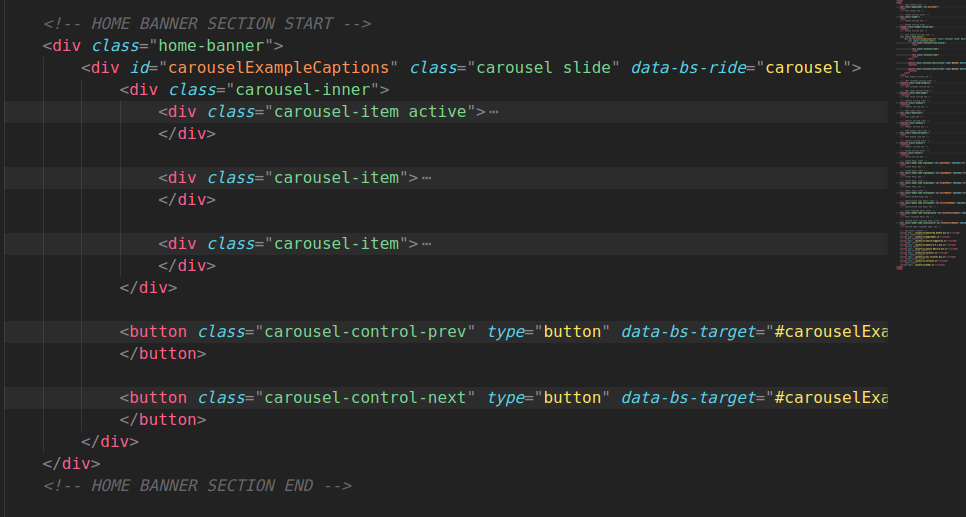 <!-- HOME BANNER SECTION START -->
<div class="home-banner">
<div id="carouselExampleCaptions" class="carousel slide" data-bs-ride="carousel">
<div class="carousel-inner">
<div class="carousel-item active">⋯
</div>
<div class="carousel-item">⋯
</div>
<div class="carousel-item">⋯
</div>
</div>
<button class="carousel-control-prev" type="button" data-bs-target="#carouselExa
</button>
<button class="carousel-control-next" type="button" data-bs-target="#carouselExa
</button>
</div>
</div>
<!-- HOME BANNER SECTION END -->